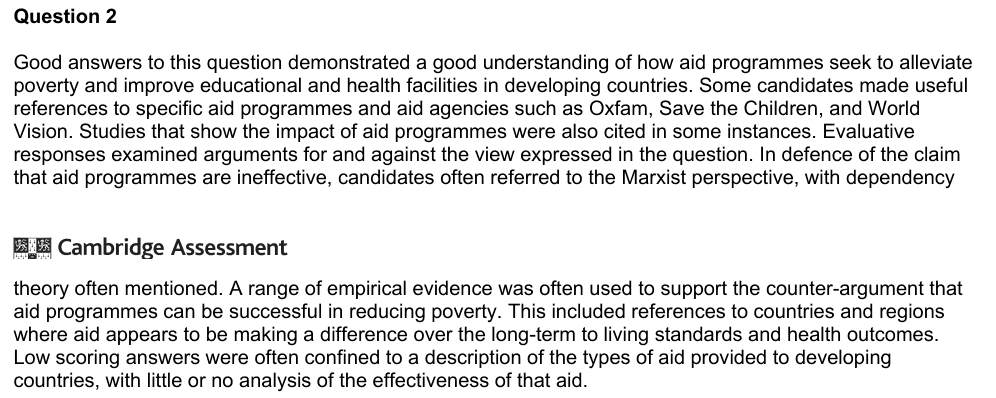 Question 2
Good answers to this question demonstrated a good understanding of how aid programmes seek to alleviate
poverty and improve educational and health facilities in developing countries. Some candidates made useful
references to specific aid programmes and aid agencies such as Oxfam, Save the Children, and World
Vision. Studies that show the impact of aid programmes were also cited in some instances. Evaluative
responses examined arguments for and against the view expressed in the question. In defence of the claim
that aid programmes are ineffective, candidates often referred to the Marxist perspective, with dependency
Cambridge Assessment
theory often mentioned. A range of empirical evidence was often used to support the counter-argument that
aid programmes can be successful in reducing poverty. This included references to countries and regions
where aid appears to be making a difference over the long-term to living standards and health outcomes.
Low scoring answers were often confined to a description of the types of aid provided to developing
countries, with little or no analysis of the effectiveness of that aid.